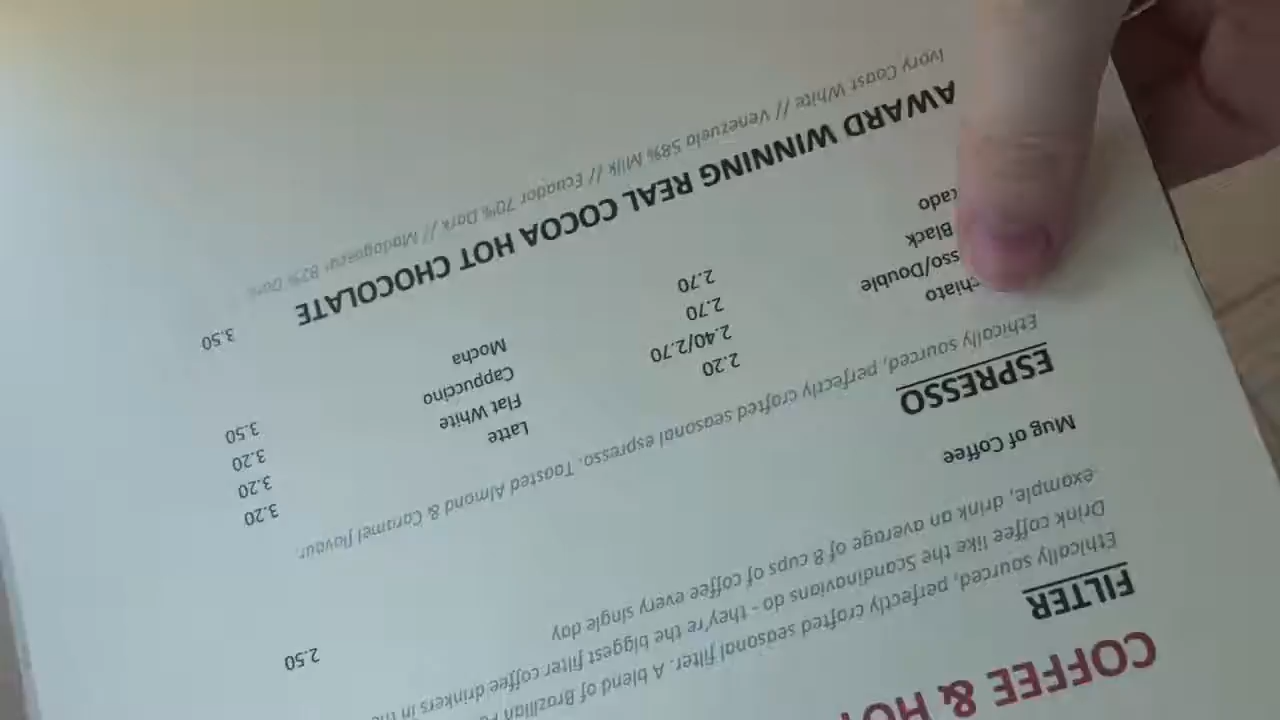 COFFEE &
FILTER
Ethically sourced, perfectly crafted seasonal filter. A blend of Brazilian
Drink coffee like the Scandinavians do - they're the biggest filter coffee drinkers in the
example, drink an average of 8 cups of coffee every single day
Mug of Coffee 2.50
ESPRESSO
Ethically sourced, perfectly crafted seasonal espresso. Toasted Almond & Caramel flavour.
chiato 2.20 Latte 3.20
sso/Double 2.40/2.70 Flat White 3.20
Black 2.70 Cappuccino 3.20
cado 2.70 Mocha 3.50
AWARD WINNING REAL COCOA HOT CHOCOLATE 3.50
Ivory Coast White // Venezuela 58% Milk // Ecuador 70% Dark // Madagascar 82% Dark